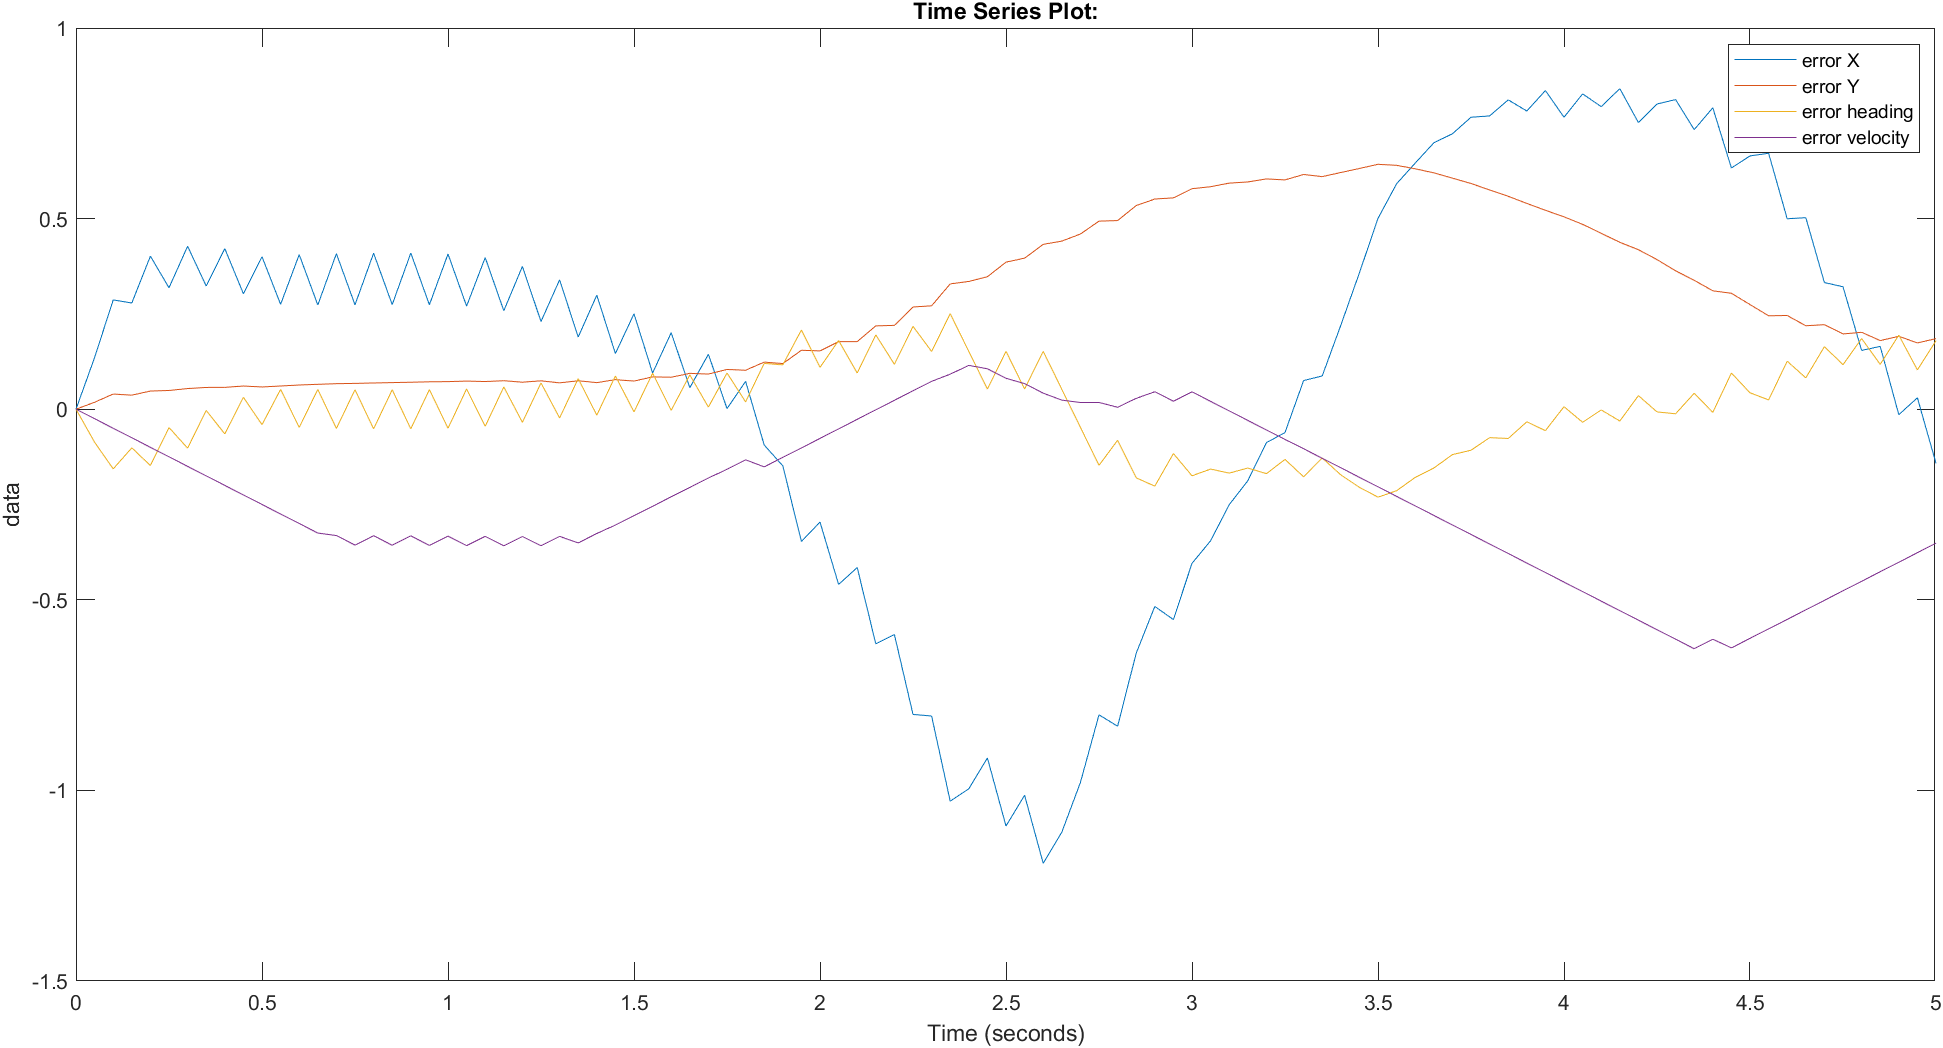 Time Series Plot:
1
0.5
0
-0.5
-1
-1.5
data
error X
error Y
error heading
error velocity
0 0.5 1 1.5 2 2.5 3 3.5 4 4.5 5
Time (seconds)